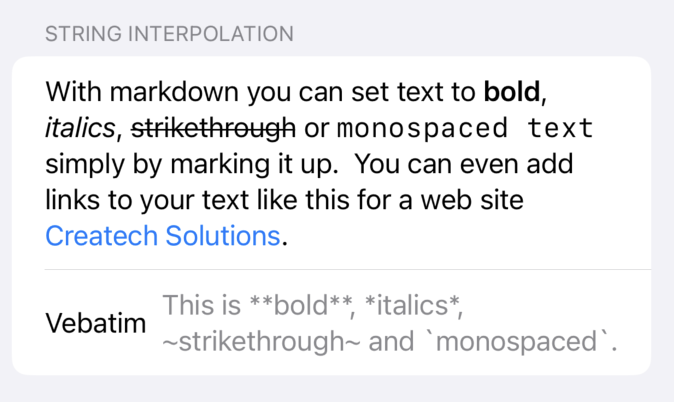 STRING INTERPOLATION
With markdown you can set text to bold,
italics, strikethrough or monospaced text
simply by marking it up.  You can even add
links to your text like this for a web site
Createch Solutions.
Vebatim
This is **bold**, *italics*,
~strikethrough~ and `monospaced`.